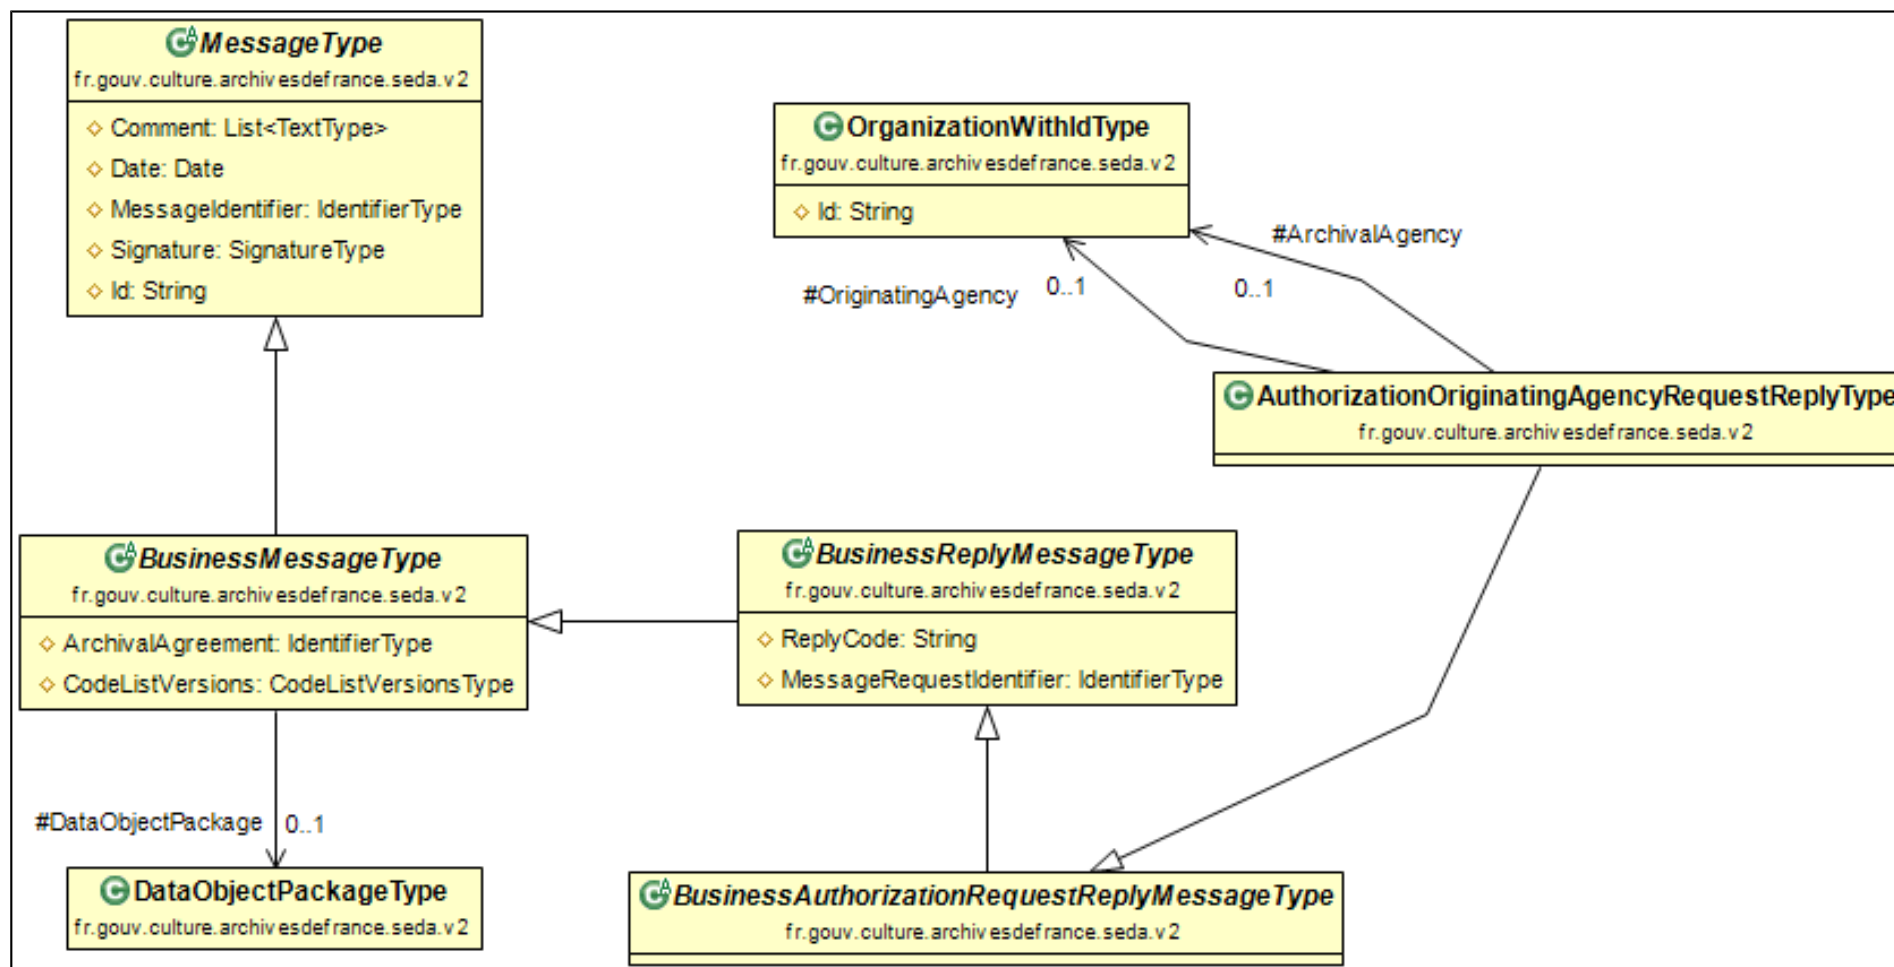 MessageType
fr.gouv.culture.archivesdefrance.seda.v2
Comment: List<TextType>
Date: Date
MessageIdentifier: IdentifierType
Signature: SignatureType
Id: String
OrganizationWithIdType
fr.gouv.culture.archivesdefrance.seda.v2
Id: String
#ArchivalAgency
0..1
#OriginatingAgency
0..1
AuthorizationOriginatingAgencyRequestReplyType
fr.gouv.culture.archivesdefrance.seda.v2
BusinessMessageType
fr.gouv.culture.archivesdefrance.seda.v2
ArchivalAgreement: IdentifierType
CodeListVersions: CodeListVersionsType
BusinessReplyMessageType
fr.gouv.culture.archivesdefrance.seda.v2
ReplyCode: String
MessageRequestIdentifier: IdentifierType
#DataObjectPackage
0..1
DataObjectPackageType
fr.gouv.culture.archivesdefrance.seda.v2
BusinessAuthorizationRequestReplyMessageType
fr.gouv.culture.archivesdefrance.seda.v2